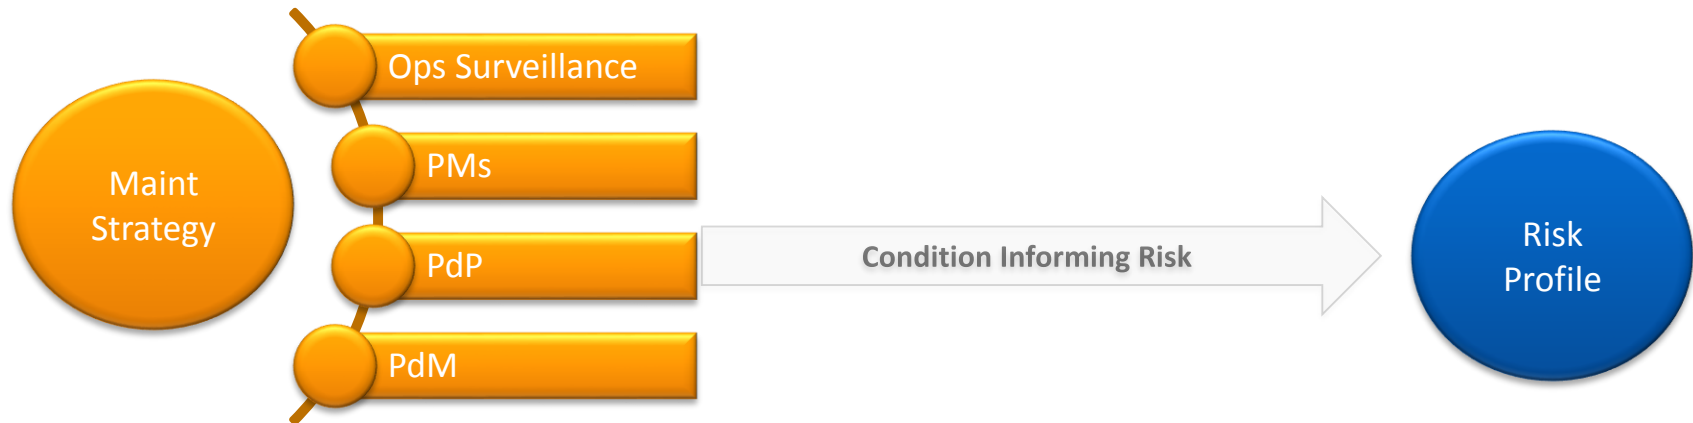 Maint
Strategy
Ops Surveillance
PMs
PdP
PdM
Condition Informing Risk
Risk
Profile